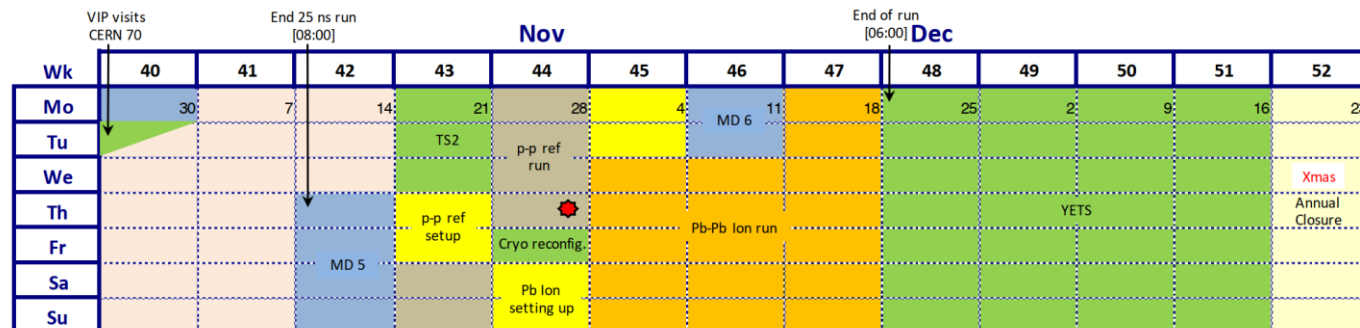 VIP visits
CERN 70
End 25 ns run
[08:00]
Nov
End of run
[06:00]
Dec
Wk 40 41 42 43 44 45 46 47 48 49 50 51 52
Mo 30 7 14 21 28 4 11 18 25 2 9 16
MD 6
Tu TS2
p-p ref
run
We Xmas
Th p-p ref
setup
Pb-Pb Ion run
YETS
Annual
Closure
Fr MD 5
Cryo reconfig.
Sa Pb Ion
setting up
Su